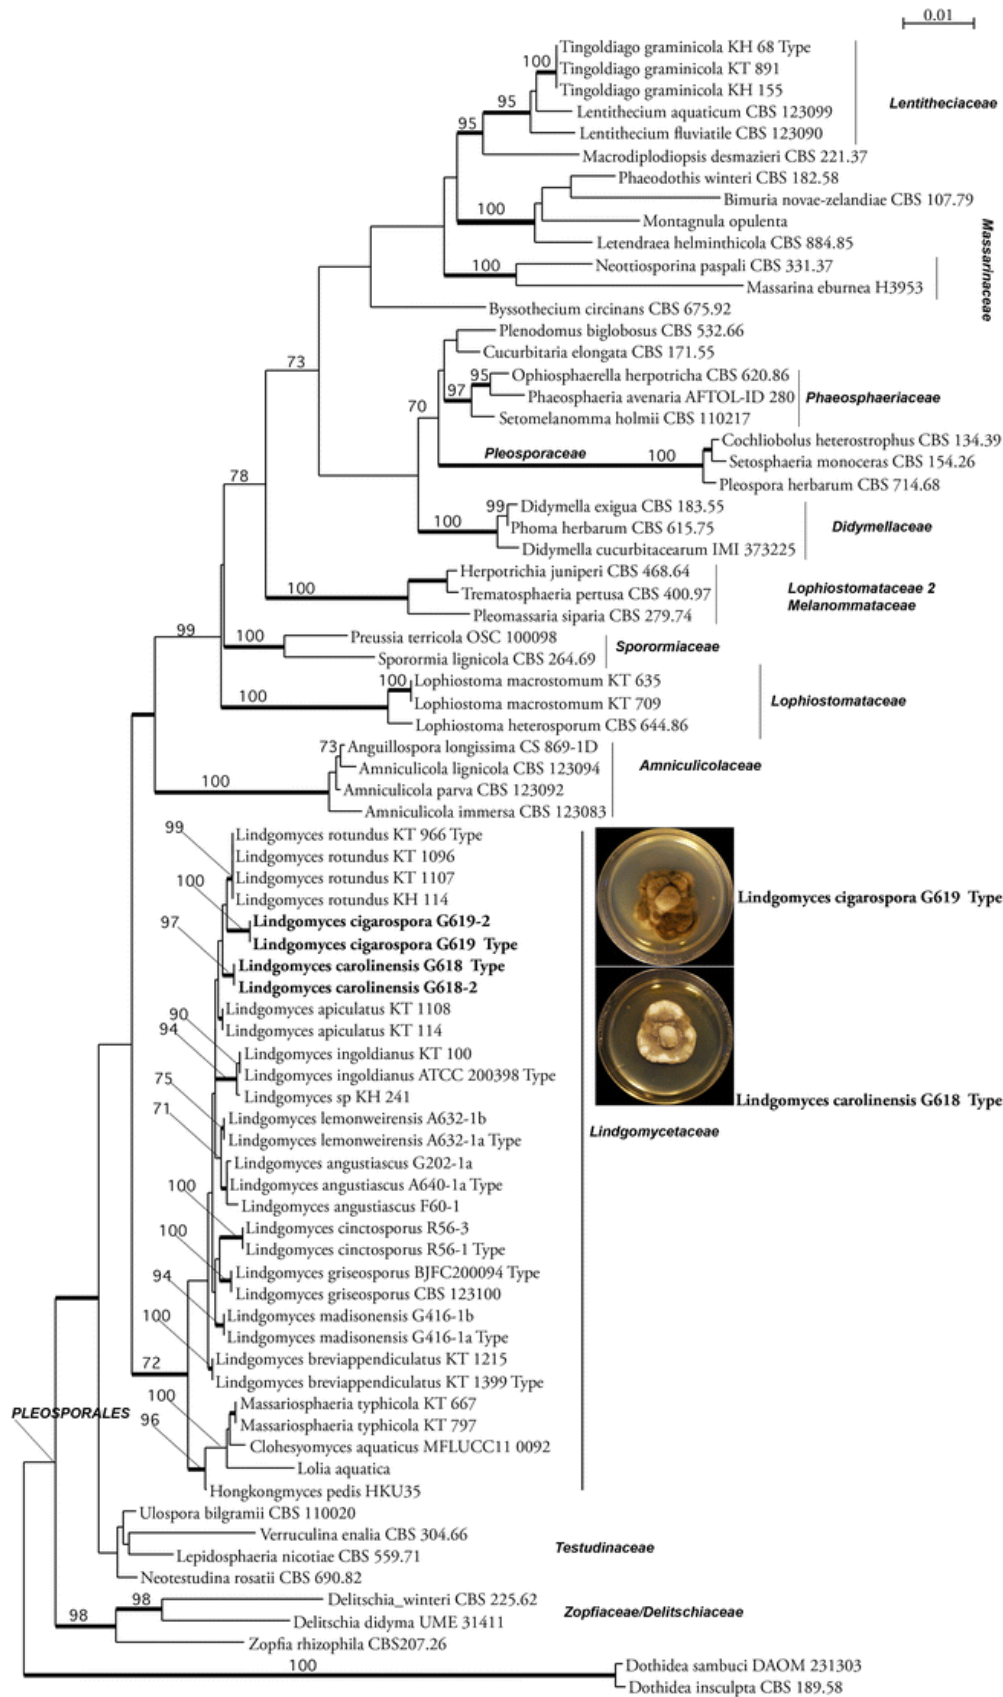 0.01
Tingoldiago graminicola KH 68 Type
100
Tingoldiago graminicola KT 891
Tingoldiago graminicola KH 155
95
Lentitheciaceae
Lentithecium aquaticum CBS 123099
95
Lentithecium fluviatile CBS 123090
Macrodiplodiopsis desmazieri CBS 221.37
Phaeodothis winteri CBS 182.58
Bimuria novae-zelandiae CBS 107.79
100
Montagnula opulenta
Letendraea helminthicola CBS 884.85
Massarinaceae
100
Neottiosporina paspali CBS 331.37
Massarina eburnea H3953
Byssothecium circinans CBS 675.92
Plenodomus biglobosus CBS 532.66
Cucurbitaria elongata CBS 171.55
73
95
Ophiosphaerella herpotricha CBS 620.86
97
Phaeosphaeria avenaria AFTOL-ID 280
Phaeosphaeriaceae
70
Setomelanomma holmii CBS 110217
Cochliobolus heterostrophus CBS 134.39
Pleosporaceae
100
Setosphaeria monoceras CBS 154.26
Pleospora herbarum CBS 714.68
78
99
Didymella exigua CBS 183.55
100
Phoma herbarum CBS 615.75
Didymellaceae
Didymella cucurbitacearum IMI 373225
Herpotrichia juniperi CBS 468.64
100
Trematosphaeria pertusa CBS 400.97
Lophiostomataceae 2
Melanommataceae
Pleomassaria siparia CBS 279.74
99
100
Preussia terricola OSC 100098
Sporormiaceae
Sporormia lignicola CBS 264.69
100
100
Lophiostoma macrostomum KT 635
Lophiostoma macrostomum KT 709
Lophiostomataceae
Lophiostoma heterosporum CBS 644.86
73
Anguillospora longissima CS 869-1D
Amniculicola lignicola CBS 123094
Amniculicolaceae
100
Amniculicola parva CBS 123092
Amniculicola immersa CBS 123083
99
Lindgomyces rotundus KT 966 Type
Lindgomyces rotundus KT 1096
Lindgomyces rotundus KT 1107
100
Lindgomyces rotundus KH 114
Lindgomyces cigarospora G619 Type
97
Lindgomyces cigarospora G619-2
Lindgomyces cigarospora G619 Type
Lindgomyces carolinensis G618 Type
Lindgomyces carolinensis G618-2
90
Lindgomyces apiculatus KT 1108
94
Lindgomyces apiculatus KT 114
Lindgomyces ingoldianus KT 100
75
Lindgomyces ingoldianus ATCC 200398 Type
Lindgomyces sp KH 241
Lindgomyces carolinensis G618 Type
71
Lindgomyces lemonweirensis A632-1b
Lindgomyces lemonweirensis A632-1a Type
Lindgomycetaceae
Lindgomyces angustiascus G202-1a
100
Lindgomyces angustiascus A640-1a Type
Lindgomyces angustiascus F60-1
100
Lindgomyces cinctosporus R56-3
Lindgomyces cinctosporus R56-1 Type
94
Lindgomyces griseosporus BJFC200094 Type
Lindgomyces griseosporus CBS 123100
100
Lindgomyces madisonensis G416-1b
Lindgomyces madisonensis G416-1a Type
72
Lindgomyces breviappendiculatus KT 1215
Lindgomyces breviappendiculatus KT 1399 Type
100
Massariosphaeria typhicola KT 667
PLEOSPORALES
96
Massariosphaeria typhicola KT 797
Clohesyomyces aquaticus MFLUCC11 0092
Lolia aquatica
Hongkongmyces pedis HKU35
Ulospora bilgramii CBS 110020
Verruculina enalia CBS 304.66
Testudinaceae
Lepidosphaeria nicotiae CBS 559.71
Neotestudina rosatii CBS 690.82
98
98
Delitschia_winteri CBS 225.62
Zopfiaceae/Delitschiaceae
Delitschia didyma UME 31411
Zopfia rhizophila CBS207.26
100
Dothidea sambuci DAOM 231303
Dothidea insculpta CBS 189.58